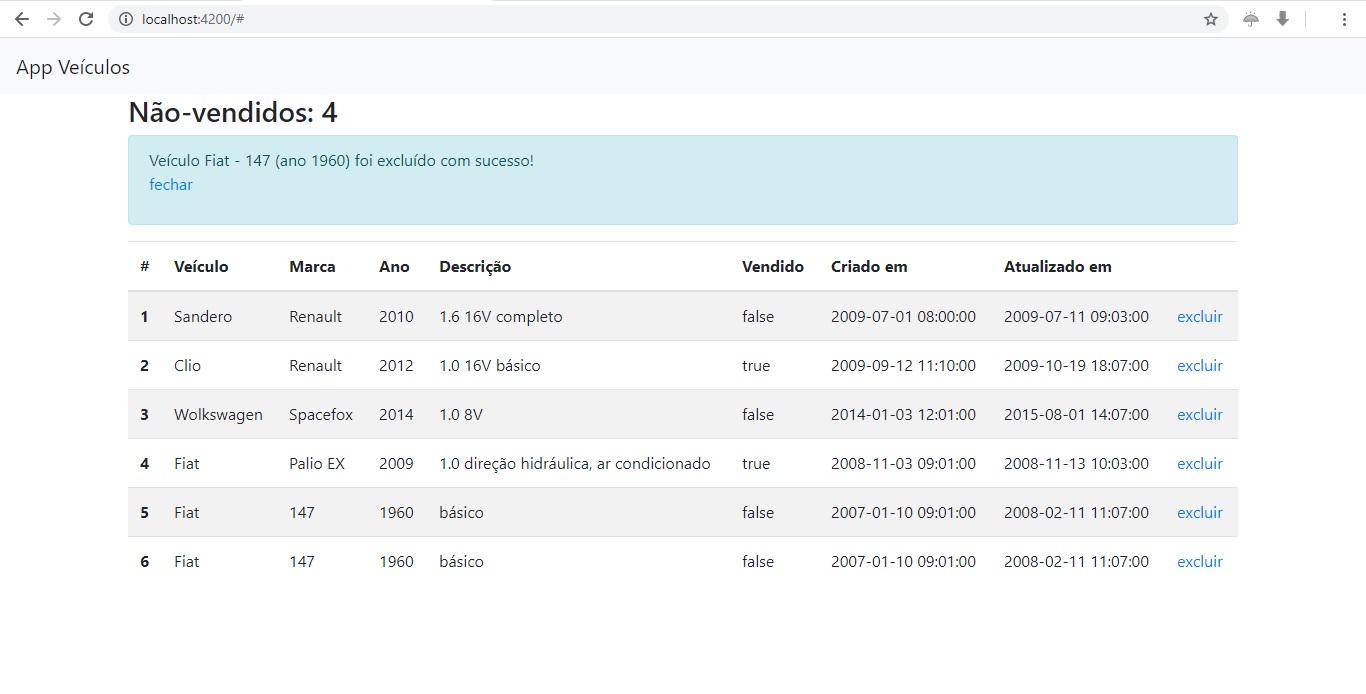 localhost:4200/#
App Veículos
Não-vendidos: 4
Veículo Fiat - 147 (ano 1960) foi excluído com sucesso!
fechar
# Veículo Marca Ano Descrição Vendido Criado em Atualizado em
1 Sandero Renault 2010 1.6 16V completo false 2009-07-01 08:00:00 2009-07-11 09:03:00 excluir
2 Clio Renault 2012 1.0 16V básico true 2009-09-12 11:10:00 2009-10-19 18:07:00 excluir
3 Wolkswagen Spacefox 2014 1.0 8V false 2014-01-03 12:01:00 2015-08-01 14:07:00 excluir
4 Fiat Palio EX 2009 1.0 direção hidráulica, ar condicionado true 2008-11-03 09:01:00 2008-11-13 10:03:00 excluir
5 Fiat 147 1960 básico false 2007-01-10 09:01:00 2008-02-11 11:07:00 excluir
6 Fiat 147 1960 básico false 2007-01-10 09:01:00 2008-02-11 11:07:00 excluir